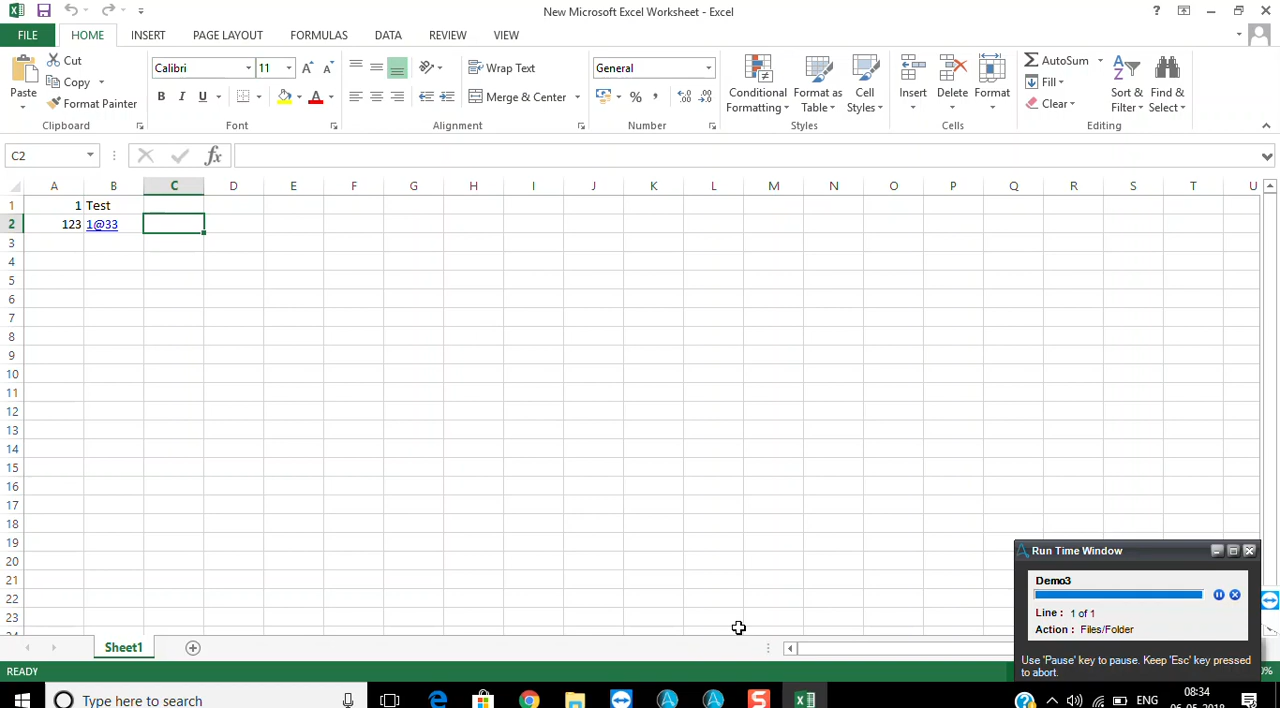 New Microsoft Excel Worksheet - Excel
FILE HOME INSERT PAGE LAYOUT FORMULAS DATA REVIEW VIEW
Paste
Cut
Copy
Format Painter
Clipboard
Calibri 11
B I U
Font
Wrap Text
Merge & Center
Alignment
General
Number
Conditional Formatting
Format as Table
Cell Styles
Styles
Insert
Delete
Format
Cells
AutoSum
Fill
Clear
Sort & Filter
Find & Select
Editing
C2 fx
A B C D E F G H I J K L M N O P Q R S T U
1 1 Test
2 123 1@33
3
4
5
6
7
8
9
10
11
12
13
14
15
16
17
18
19
20
21
22
23
Run Time Window
Demo3
Line : 1 of 1
Action : Files/Folder
Use 'Pause' key to pause. Keep 'Esc' key pressed
to abort.
Sheet1
READY
Type here to search
ENG
08:34
06-05-2018